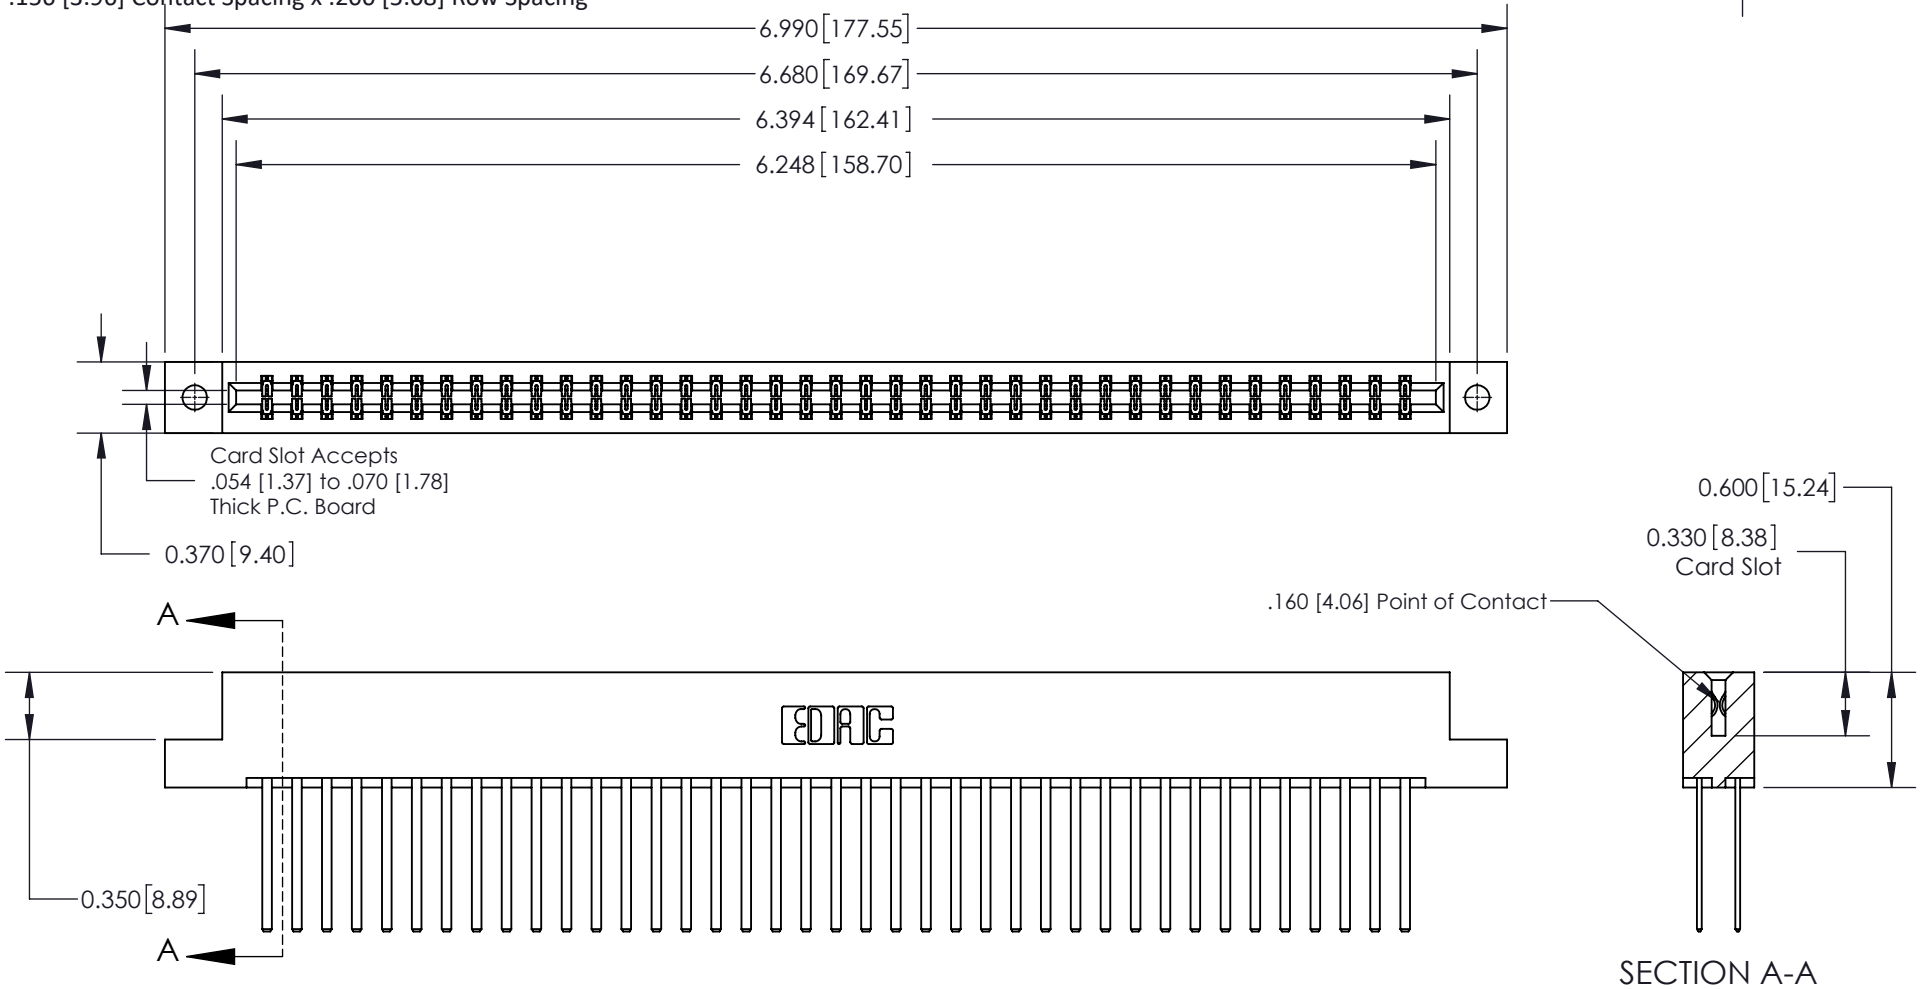 .156 [3.96] Contact Spacing x .200 [5.08] Row Spacing
6.990[177.55]
6.680[169.67]
6.394[162.41]
6.248[158.70]
Card Slot Accepts
.054 [1.37] to .070 [1.78]
Thick P.C. Board
0.370[9.40]
0.600[15.24]
0.330[8.38]
Card Slot
.160 [4.06] Point of Contact
A
EDAC
0.350[8.89]
A
SECTION A-A